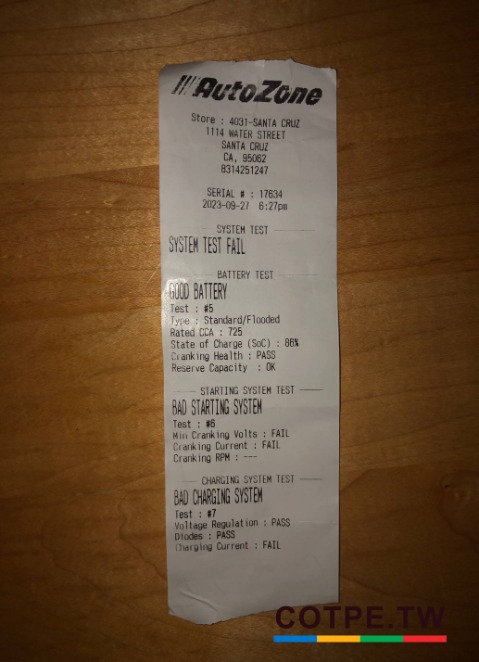 AutoZone
Store : 4031-SANTA CRUZ
1114 WATER STREET
SANTA CRUZ
CA, 95062
8314251247
SERIAL # : 17634
2023-09-27 6:27pm
SYSTEM TEST
SYSTEM TEST FAIL
BATTERY TEST
GOOD BATTERY
Test : #5
Type : Standard/Flooded
Rated CCA : 725
State of Charge (SoC) : 86%
Cranking Health : PASS
Reserve Capacity : OK
STARTING SYSTEM TEST
BAD STARTING SYSTEM
Test : #6
Min Cranking Volts : FAIL
Cranking Current : FAIL
Cranking RPM : ---
CHARGING SYSTEM TEST
BAD CHARGING SYSTEM
Test : #7
Voltage Regulation : PASS
Diodes : PASS
Charging Current : FAIL
COTPE.TW